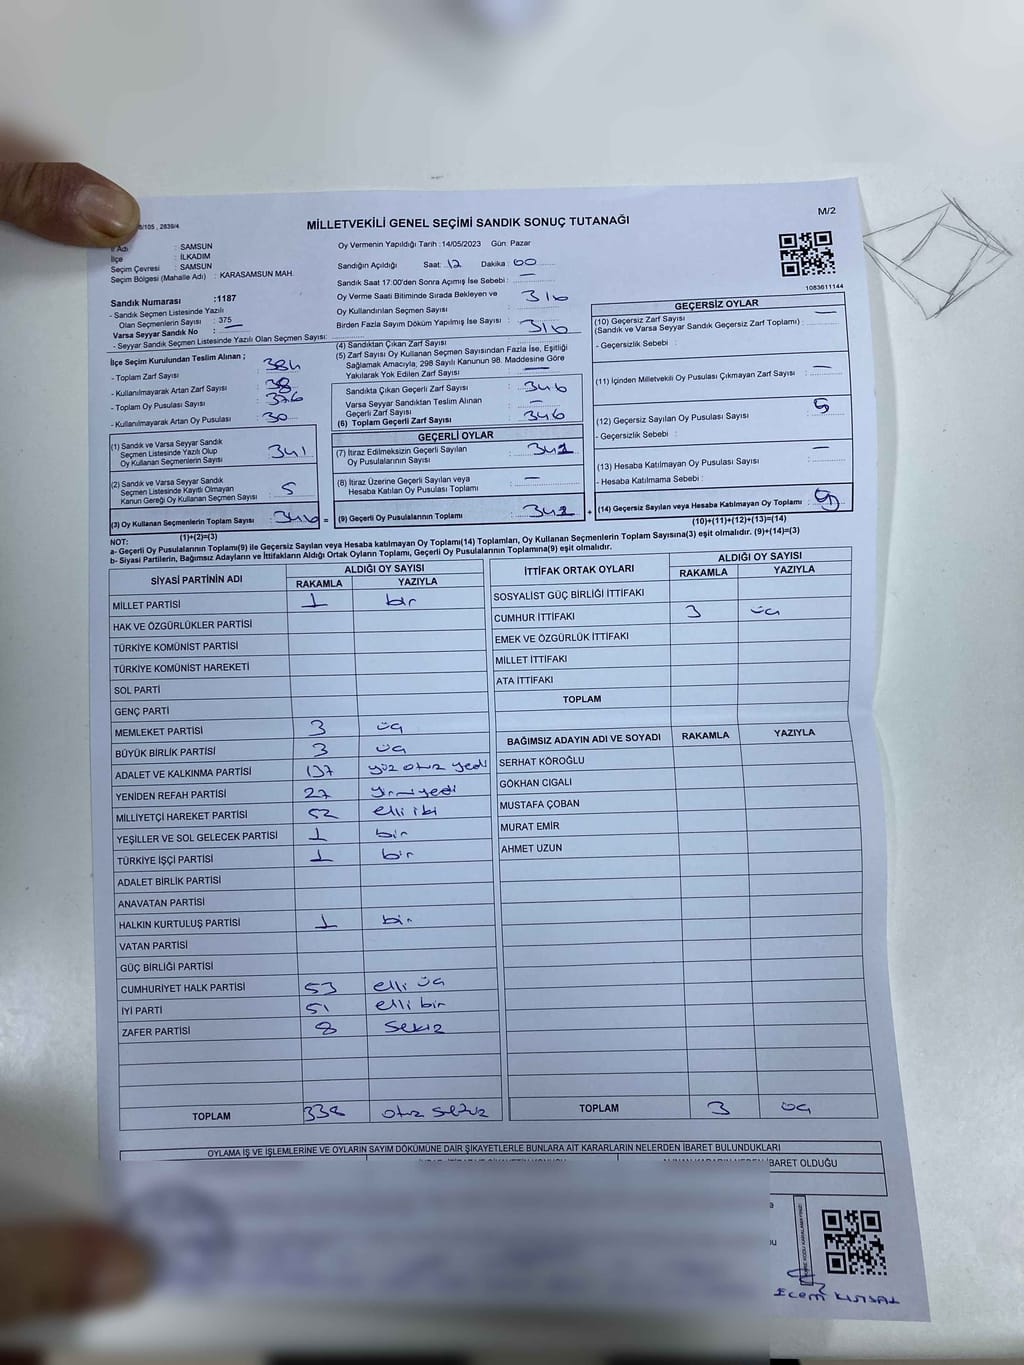 M/2
8/105 , 2839/4
MİLLETVEKİLİ GENEL SEÇİMİ SANDIK SONUÇ TUTANAĞI
İl Adı : SAMSUN
İlçe : İLKADIM
Seçim Çevresi : SAMSUN
Seçim Bölgesi (Mahalle Adı) : KARASAMSUN MAH.
Sandık Numarası :1187
- Sandık Seçmen Listesinde Yazılı
Olan Seçmenlerin Sayısı : 375
Varsa Seyyar Sandık No : —
- Seyyar Sandık Seçmen Listesinde Yazılı Olan Seçmen Sayısı:
Oy Vermenin Yapıldığı Tarih :14/05/2023 Gün: Pazar
Sandığın Açıldığı Saat: 12 Dakika: 00
Sandık Saat 17:00'den Sonra Açımış İse Sebebi : —
Oy Verme Saati Bitiminde Sırada Bekleyen ve
Oy Kullandırılan Seçmen Sayısı :
Birden Fazla Sayım Döküm Yapılmış İse Sayısı :
1083611144
İlçe Seçim Kurulundan Teslim Alınan ;
- Toplam Zarf Sayısı : 384
- Kullanılmayarak Artan Zarf Sayısı : 38
- Toplam Oy Pusulası Sayısı : 376
- Kullanılmayarak Artan Oy Pusulası : 30
(1) Sandık ve Varsa Seyyar Sandık
Seçmen Listesinde Yazılı Olup
Oy Kullanan Seçmenlerin Sayısı : 341
(2) Sandık ve Varsa Seyyar Sandık
Seçmen Listesinde Kayıtlı Olmayan
Kanun Gereği Oy Kullanan Seçmen Sayısı : 5
(3) Oy Kullanan Seçmenlerin Toplam Sayısı : 346 =
(1)+(2)=(3)
(4) Sandıktan Çıkan Zarf Sayısı :
(5) Zarf Sayısı Oy Kullanan Seçmen Sayısından Fazla İse, Eşitliği
Sağlamak Amacıyla, 298 Sayılı Kanunun 98. Maddesine Göre
Yakılarak Yok Edilen Zarf Sayısı : —
Sandıkta Çıkan Geçerli Zarf Sayısı : 346
Varsa Seyyar Sandıktan Teslim Alınan
Geçerli Zarf Sayısı : —
(6) Toplam Geçerli Zarf Sayısı : 346
GEÇERLİ OYLAR
(7) İtiraz Edilmeksizin Geçerli Sayılan
Oy Pusulalarının Sayısı :
(8) İtiraz Üzerine Geçerli Sayılan veya
Hesaba Katılan Oy Pusulası Toplamı : —
(9) Geçerli Oy Pusulalarının Toplamı : +
GEÇERSİZ OYLAR
(10) Geçersiz Zarf Sayısı : —
(Sandık ve Varsa Seyyar Sandık Geçersiz Zarf Toplamı) :
- Geçersizlik Sebebi :
(11) İçinden Milletvekili Oy Pusulası Çıkmayan Zarf Sayısı : —
(12) Geçersiz Sayılan Oy Pusulası Sayısı : 5
- Geçersizlik Sebebi :
(13) Hesaba Katılmayan Oy Pusulası Sayısı : —
- Hesaba Katılmama Sebebi :
(14) Geçersiz Sayılan veya Hesaba Katılmayan Oy Toplamı : 5
(10)+(11)+(12)+(13)=(14)
NOT:
a- Geçerli Oy Pusulalarının Toplamı(9) ile Geçersiz Sayılan veya Hesaba Katılmayan Oy Toplamı(14) Toplamları, Oy Kullanan Seçmenlerin Toplam Sayısına(3) eşit olmalıdır. (9)+(14)=(3)
b- Siyasi Partilerin, Bağımsız Adayların ve İttifakların Aldığı Ortak Oyların Toplamı, Geçerli Oy Pusulalarının Toplamına(9) eşit olmalıdır.
SİYASİ PARTİNİN ADI ALDIĞI OY SAYISI
RAKAMLA YAZIYLA
MİLLET PARTİSİ 1 bir
HAK VE ÖZGÜRLÜKLER PARTİSİ
TÜRKİYE KOMÜNİST PARTİSİ
TÜRKİYE KOMÜNİST HAREKETİ
SOL PARTİ
GENÇ PARTİ
MEMLEKET PARTİSİ 3 üç
BÜYÜK BİRLİK PARTİSİ 3 üç
ADALET VE KALKINMA PARTİSİ 137 yüz otuz yedi
YENİDEN REFAH PARTİSİ 27 yirmi yedi
MİLLİYETÇİ HAREKET PARTİSİ 52 elli iki
YEŞİLLER VE SOL GELECEK PARTİSİ 1 bir
TÜRKİYE İŞÇİ PARTİSİ 1 bir
ADALET BİRLİK PARTİSİ
ANAVATAN PARTİSİ
HALKIN KURTULUŞ PARTİSİ 1 bir
VATAN PARTİSİ
GÜÇ BİRLİĞİ PARTİSİ
CUMHURİYET HALK PARTİSİ 53 elli üç
İYİ PARTİ 51 elli bir
ZAFER PARTİSİ 8 sekiz
TOPLAM 338 otuz sekiz
İTTİFAK ORTAK OYLARI ALDIĞI OY SAYISI
RAKAMLA YAZIYLA
SOSYALİST GÜÇ BİRLİĞİ İTTİFAKI
CUMHUR İTTİFAKI 3 üç
EMEK VE ÖZGÜRLÜK İTTİFAKI
MİLLET İTTİFAKI
ATA İTTİFAKI
TOPLAM
BAĞIMSIZ ADAYIN ADI VE SOYADI RAKAMLA YAZIYLA
SERHAT KÖROĞLU
GÖKHAN CIGALI
MUSTAFA ÇOBAN
MURAT EMİR
AHMET UZUN
TOPLAM 3 üç
OYLAMA İŞ VE İŞLEMLERİNE VE OYLARIN SAYIM DÖKÜMÜNE DAİR ŞİKAYETLERLE BUNLARA AİT KARARLARIN NELERDEN İBARET BULUNDUKLARI
İBARET OLDUĞU
Ecem